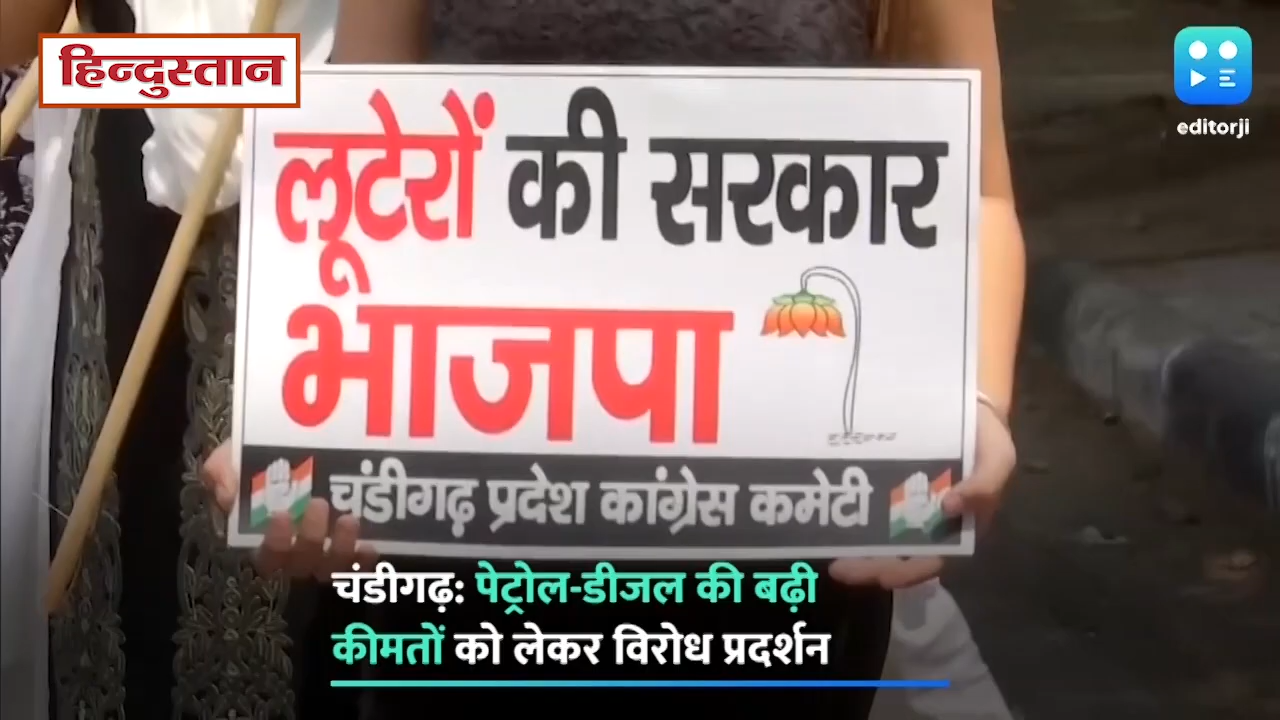 हिन्दुस्तान
editorji
लूटेरों की सरकार
भाजपा
चंडीगढ़ प्रदेश कांग्रेस कमेटी
चंडीगढ़: पेट्रोल-डीजल की बढ़ी
कीमतों को लेकर विरोध प्रदर्शन